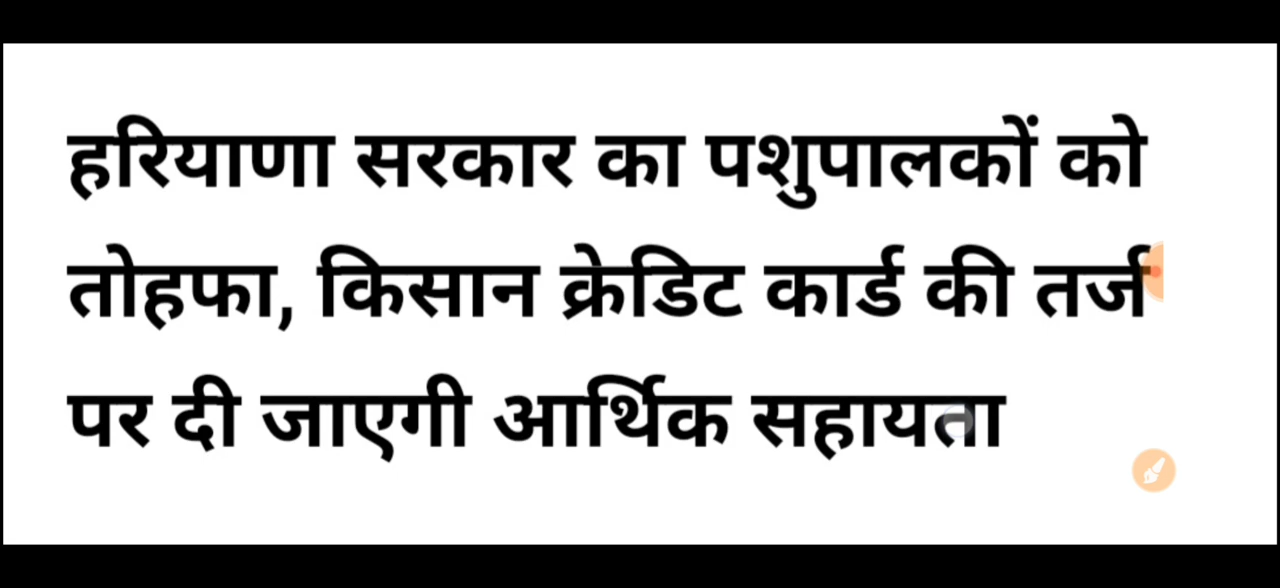 हरियाणा सरकार का पशुपालकों को
तोहफा, किसान क्रेडिट कार्ड की तर्ज
पर दी जाएगी आर्थिक सहायता